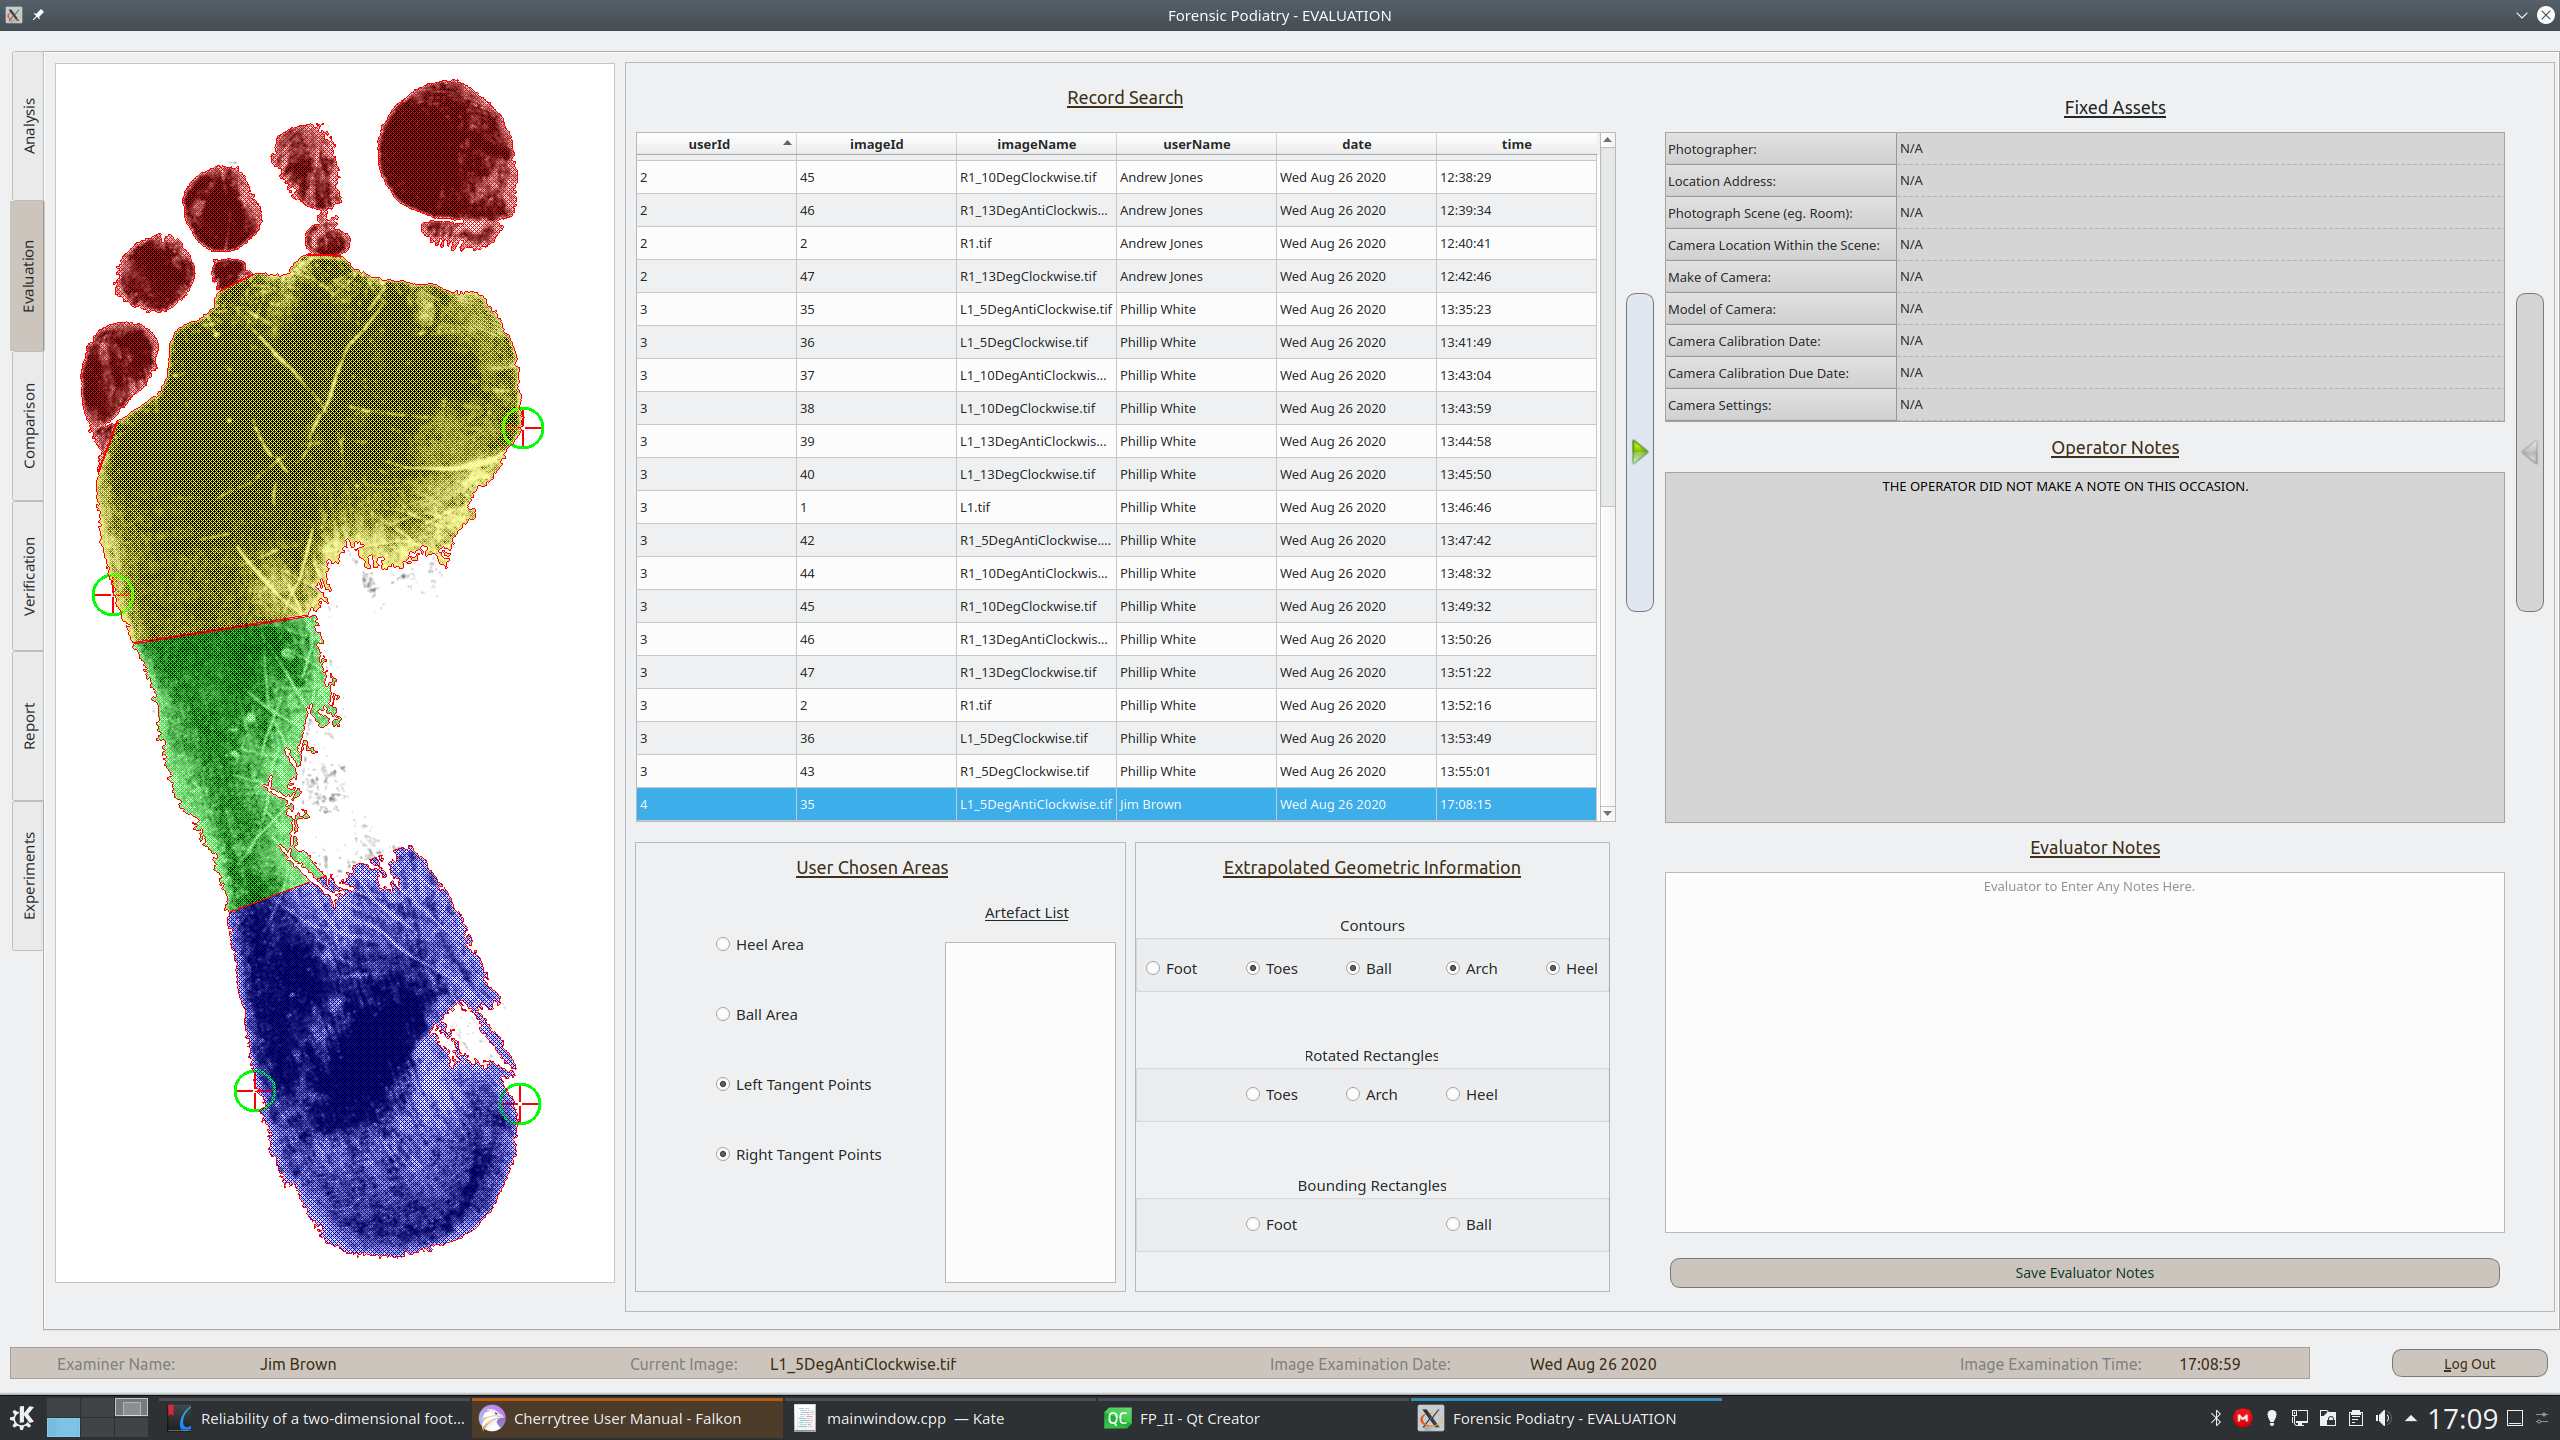 Forensic Podiatry - EVALUATION
Analysis
Evaluation
Comparison
Verification
Report
Experiments
Record Search
userId imageId imageName userName date time
2 45 R1_10DegClockwise.tif Andrew Jones Wed Aug 26 2020 12:38:29
2 46 R1_13DegAntiClockwis... Andrew Jones Wed Aug 26 2020 12:39:34
2 2 R1.tif Andrew Jones Wed Aug 26 2020 12:40:41
2 47 R1_13DegClockwise.tif Andrew Jones Wed Aug 26 2020 12:42:46
3 35 L1_5DegAntiClockwise.tif Phillip White Wed Aug 26 2020 13:35:23
3 36 L1_5DegClockwise.tif Phillip White Wed Aug 26 2020 13:41:49
3 37 L1_10DegAntiClockwis... Phillip White Wed Aug 26 2020 13:43:04
3 38 L1_10DegClockwise.tif Phillip White Wed Aug 26 2020 13:43:59
3 39 L1_13DegAntiClockwis... Phillip White Wed Aug 26 2020 13:44:58
3 40 L1_13DegClockwise.tif Phillip White Wed Aug 26 2020 13:45:50
3 1 L1.tif Phillip White Wed Aug 26 2020 13:46:46
3 42 R1_5DegAntiClockwise.... Phillip White Wed Aug 26 2020 13:47:42
3 44 R1_10DegAntiClockwis... Phillip White Wed Aug 26 2020 13:48:32
3 45 R1_10DegClockwise.tif Phillip White Wed Aug 26 2020 13:49:32
3 46 R1_13DegAntiClockwis... Phillip White Wed Aug 26 2020 13:50:26
3 47 R1_13DegClockwise.tif Phillip White Wed Aug 26 2020 13:51:22
3 2 R1.tif Phillip White Wed Aug 26 2020 13:52:16
3 36 L1_5DegClockwise.tif Phillip White Wed Aug 26 2020 13:53:49
3 43 R1_5DegClockwise.tif Phillip White Wed Aug 26 2020 13:55:01
4 35 L1_5DegAntiClockwise.tif Jim Brown Wed Aug 26 2020 17:08:15
User Chosen Areas
Artefact List
Heel Area
Ball Area
Left Tangent Points
Right Tangent Points
Extrapolated Geometric Information
Contours
Foot Toes Ball Arch Heel
Rotated Rectangles
Toes Arch Heel
Bounding Rectangles
Foot Ball
Fixed Assets
Photographer: N/A
Location Address: N/A
Photograph Scene (eg. Room): N/A
Camera Location Within the Scene: N/A
Make of Camera: N/A
Model of Camera: N/A
Camera Calibration Date: N/A
Camera Calibration Due Date: N/A
Camera Settings: N/A
Operator Notes
THE OPERATOR DID NOT MAKE A NOTE ON THIS OCCASION.
Evaluator Notes
Evaluator to Enter Any Notes Here.
Save Evaluator Notes
Examiner Name: Jim Brown Current Image: L1_5DegAntiClockwise.tif Image Examination Date: Wed Aug 26 2020 Image Examination Time: 17:08:59
Log Out
Reliability of a two-dimensional foot... Cherrytree User Manual - Falkon mainwindow.cpp — Kate QC FP_II - Qt Creator Forensic Podiatry - EVALUATION 17:09